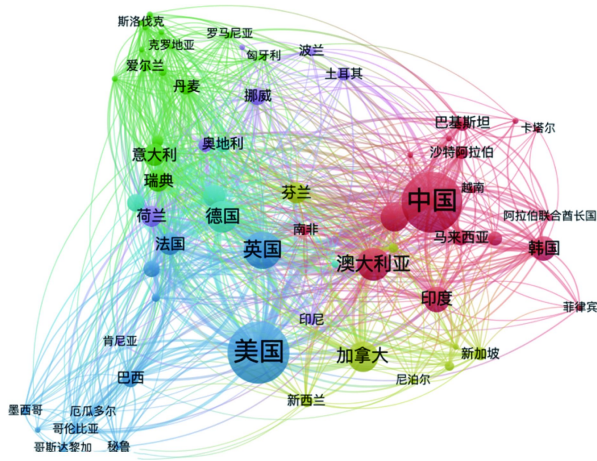 斯洛伐克
罗马尼亚
克罗地亚
波兰
匈牙利
爱尔兰
土耳其
丹麦
挪威
巴基斯坦
卡塔尔
奥地利
意大利
沙特阿拉伯
瑞典
芬兰
越南
中国
荷兰
德国
阿拉伯联合酋长国
南非
法国
英国
马来西亚
韩国
澳大利亚
印度
菲律宾
印尼
肯尼亚
美国
加拿大
新加坡
巴西
尼泊尔
新西兰
墨西哥
厄瓜多尔
哥伦比亚
哥斯达黎加
秘鲁